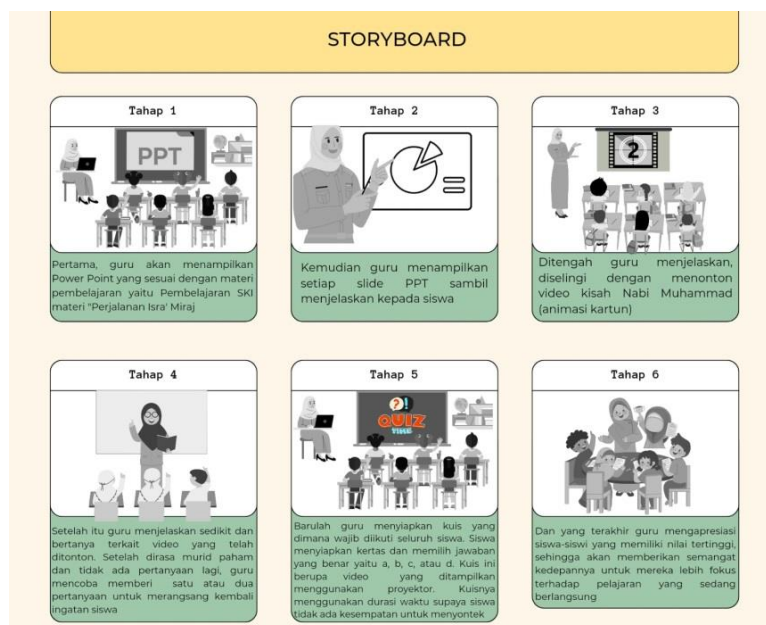 STORYBOARD
Tahap 1
PPT
Pertama, guru akan menampilkan
Power Point yang sesuai dengan materi
pembelajaran yaitu Pembelajaran SKI
materi "Perjalanan Isra' Miraj
Tahap 2
Kemudian guru menampilkan
setiap slide PPT sambil
menjelaskan kepada siswa
Tahap 3
2
Ditengah guru menjelaskan,
diselingi dengan menonton
video kisah Nabi Muhammad
(animasi kartun)
Tahap 4
Setelah itu guru menjelaskan sedikit dan
bertanya terkait video yang telah
ditonton. Setelah dirasa murid paham
dan tidak ada pertanyaan lagi, guru
mencoba memberi satu atau dua
pertanyaan untuk merangsang kembali
ingatan siswa
Tahap 5
?!
QUIZ
TIME
Barulah guru menyiapkan kuis yang
dimana wajib diikuti seluruh siswa. Siswa
menyiapkan kertas dan memilih jawaban
yang benar yaitu a, b, c, atau d. Kuis ini
berupa video yang ditampilkan
menggunakan proyektor. Kuisnya
menggunakan durasi waktu supaya siswa
tidak ada kesempatan untuk menyontek
Tahap 6
Dan yang terakhir guru mengapresiasi
siswa-siswi yang memiliki nilai tertinggi,
sehingga akan memberikan semangat
kedepannya untuk mereka lebih fokus
terhadap pelajaran yang sedang
berlangsung